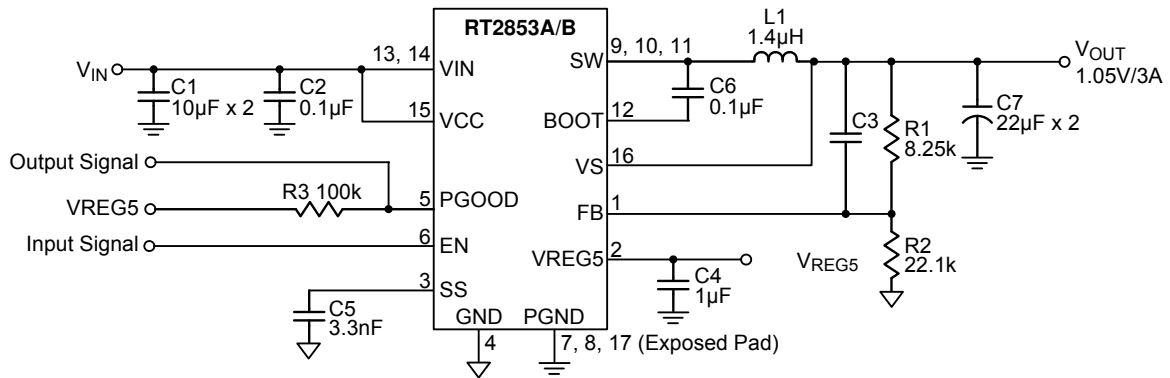 RT2853A/B
VIN
C1
10µF x 2
C2
0.1µF
13, 14
VIN
15
VCC
Output Signal
VREG5
R3 100k
5
PGOOD
Input Signal
6
EN
3
SS
C5
3.3nF
GND
4
PGND
7, 8, 17 (Exposed Pad)
SW
9, 10, 11
L1
1.4µH
BOOT
12
C6
0.1µF
VS
16
FB
1
VREG5
2
C4
1µF
VREG5
C3
R1
8.25k
R2
22.1k
C7
22µF x 2
VOUT
1.05V/3A